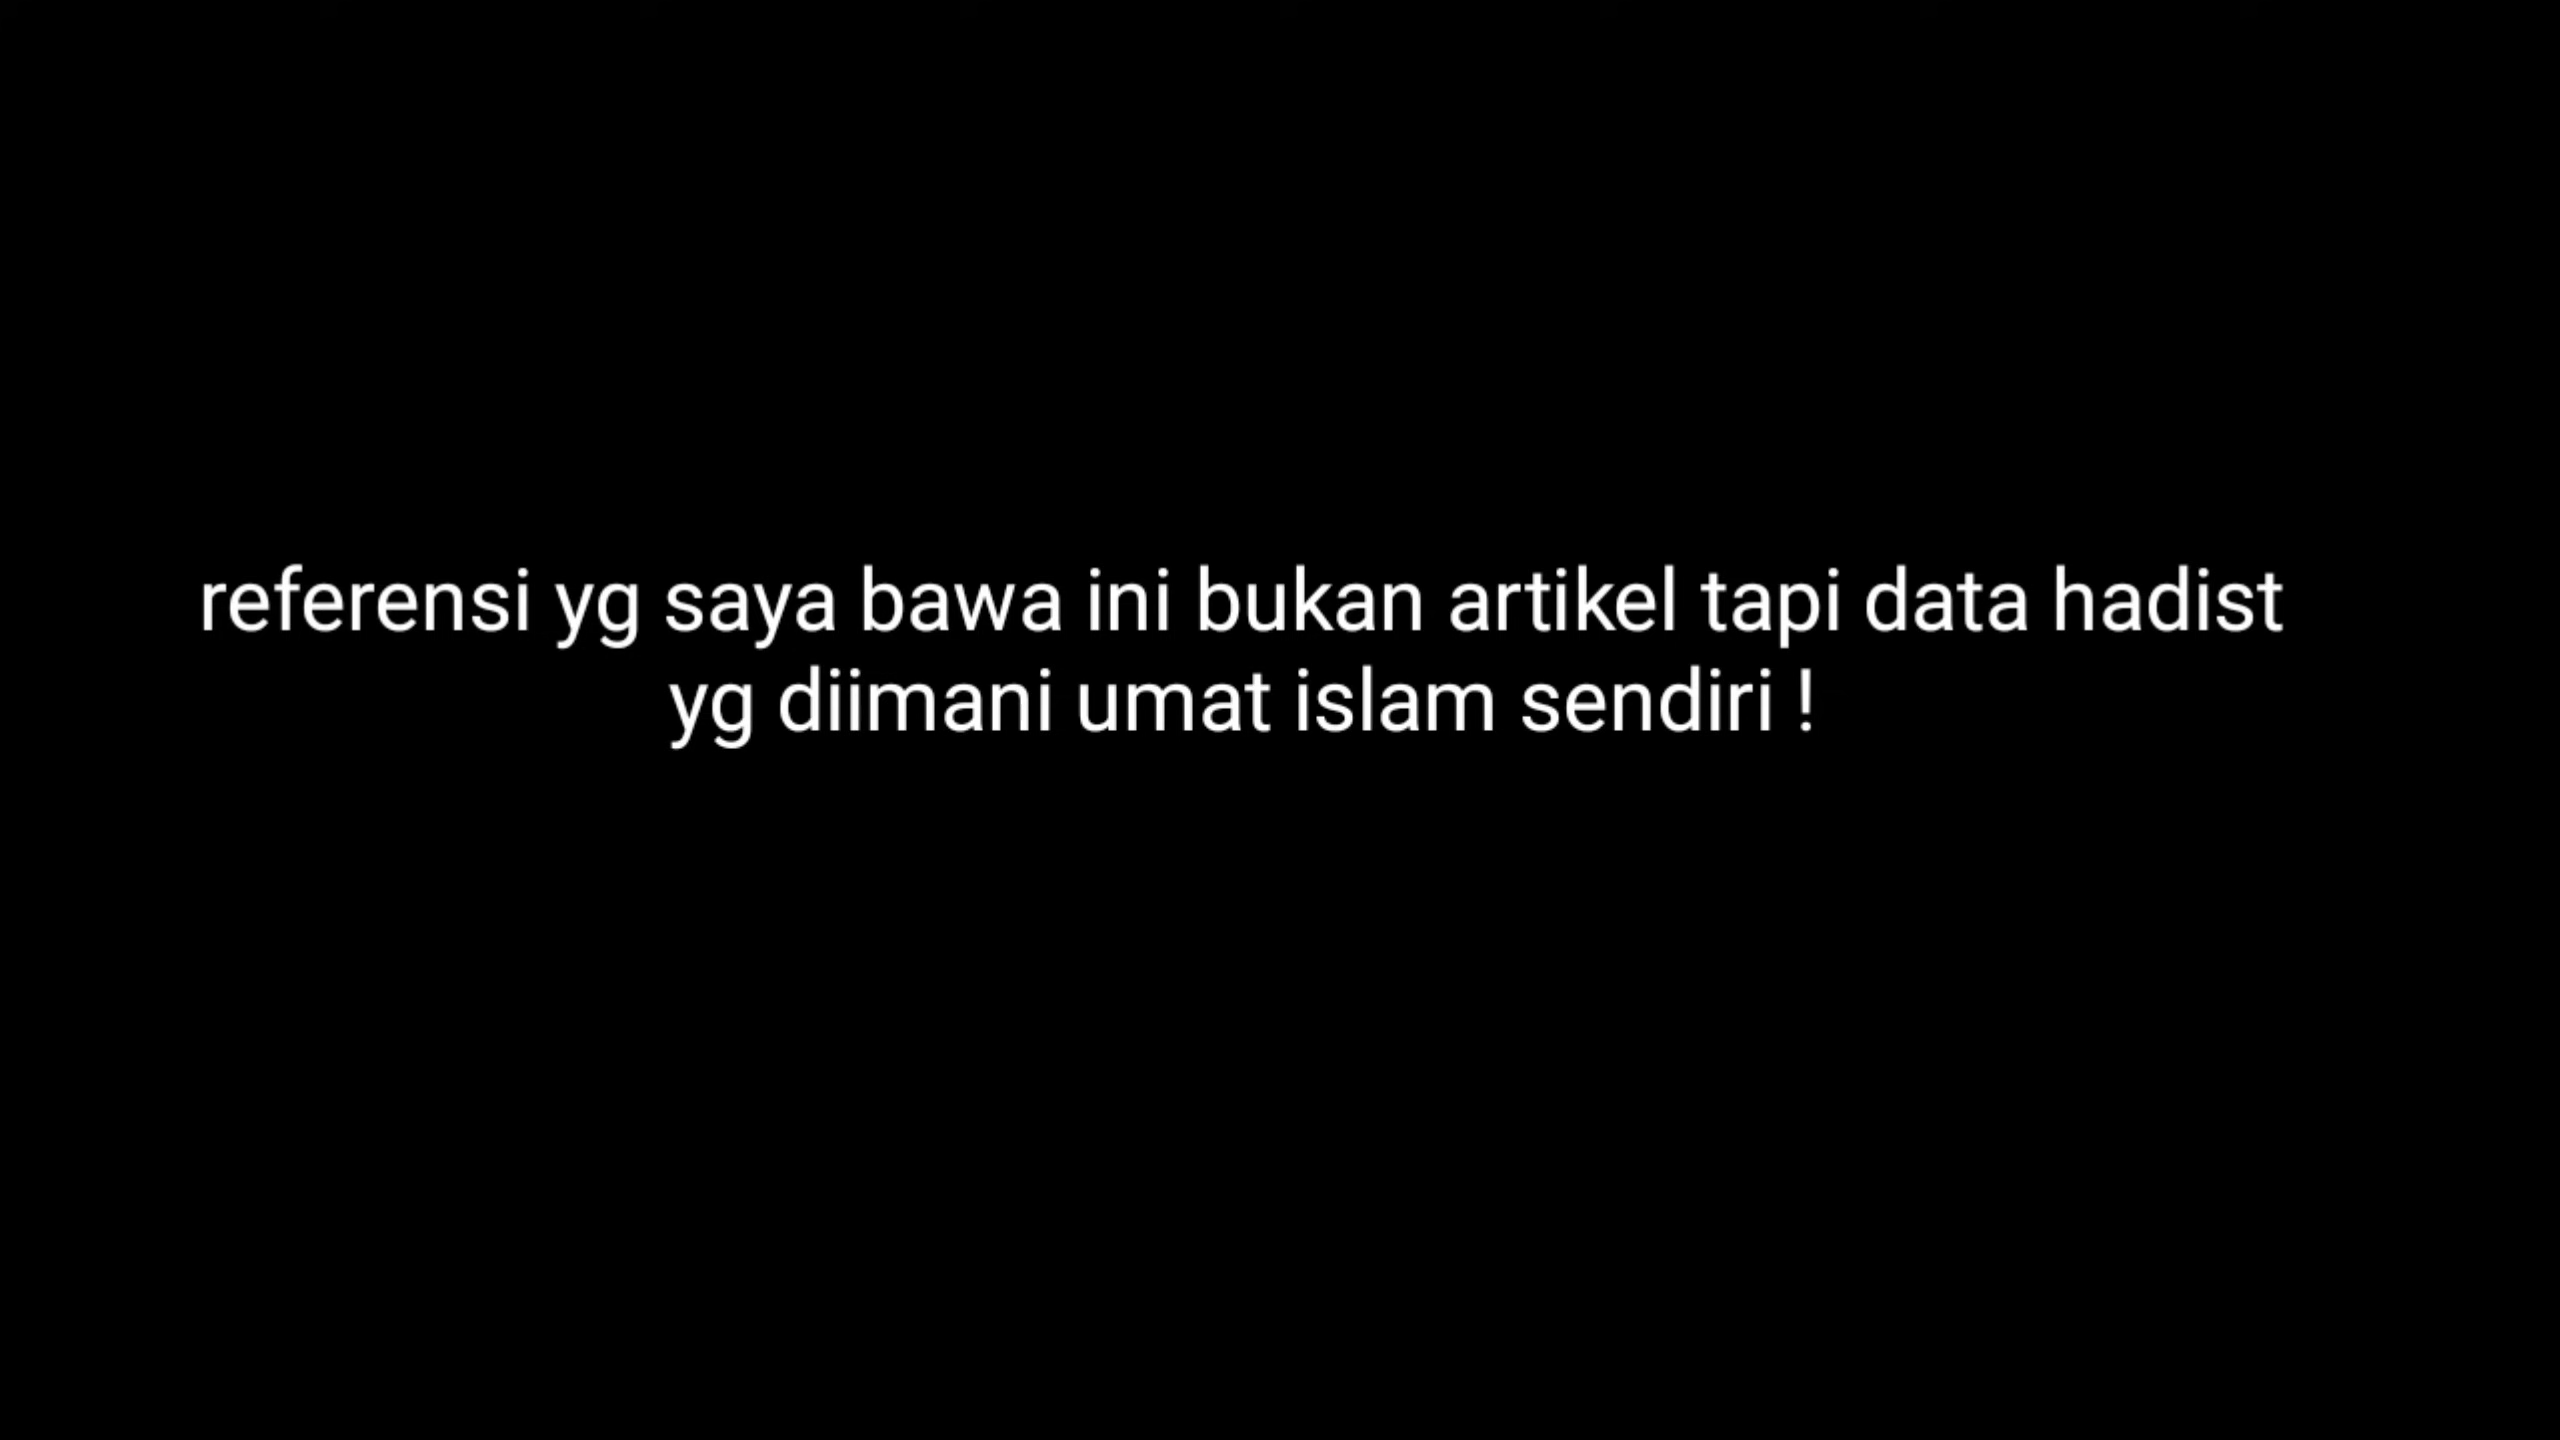 referensi yg saya bawa ini bukan artikel tapi data hadist
yg diimani umat islam sendiri !